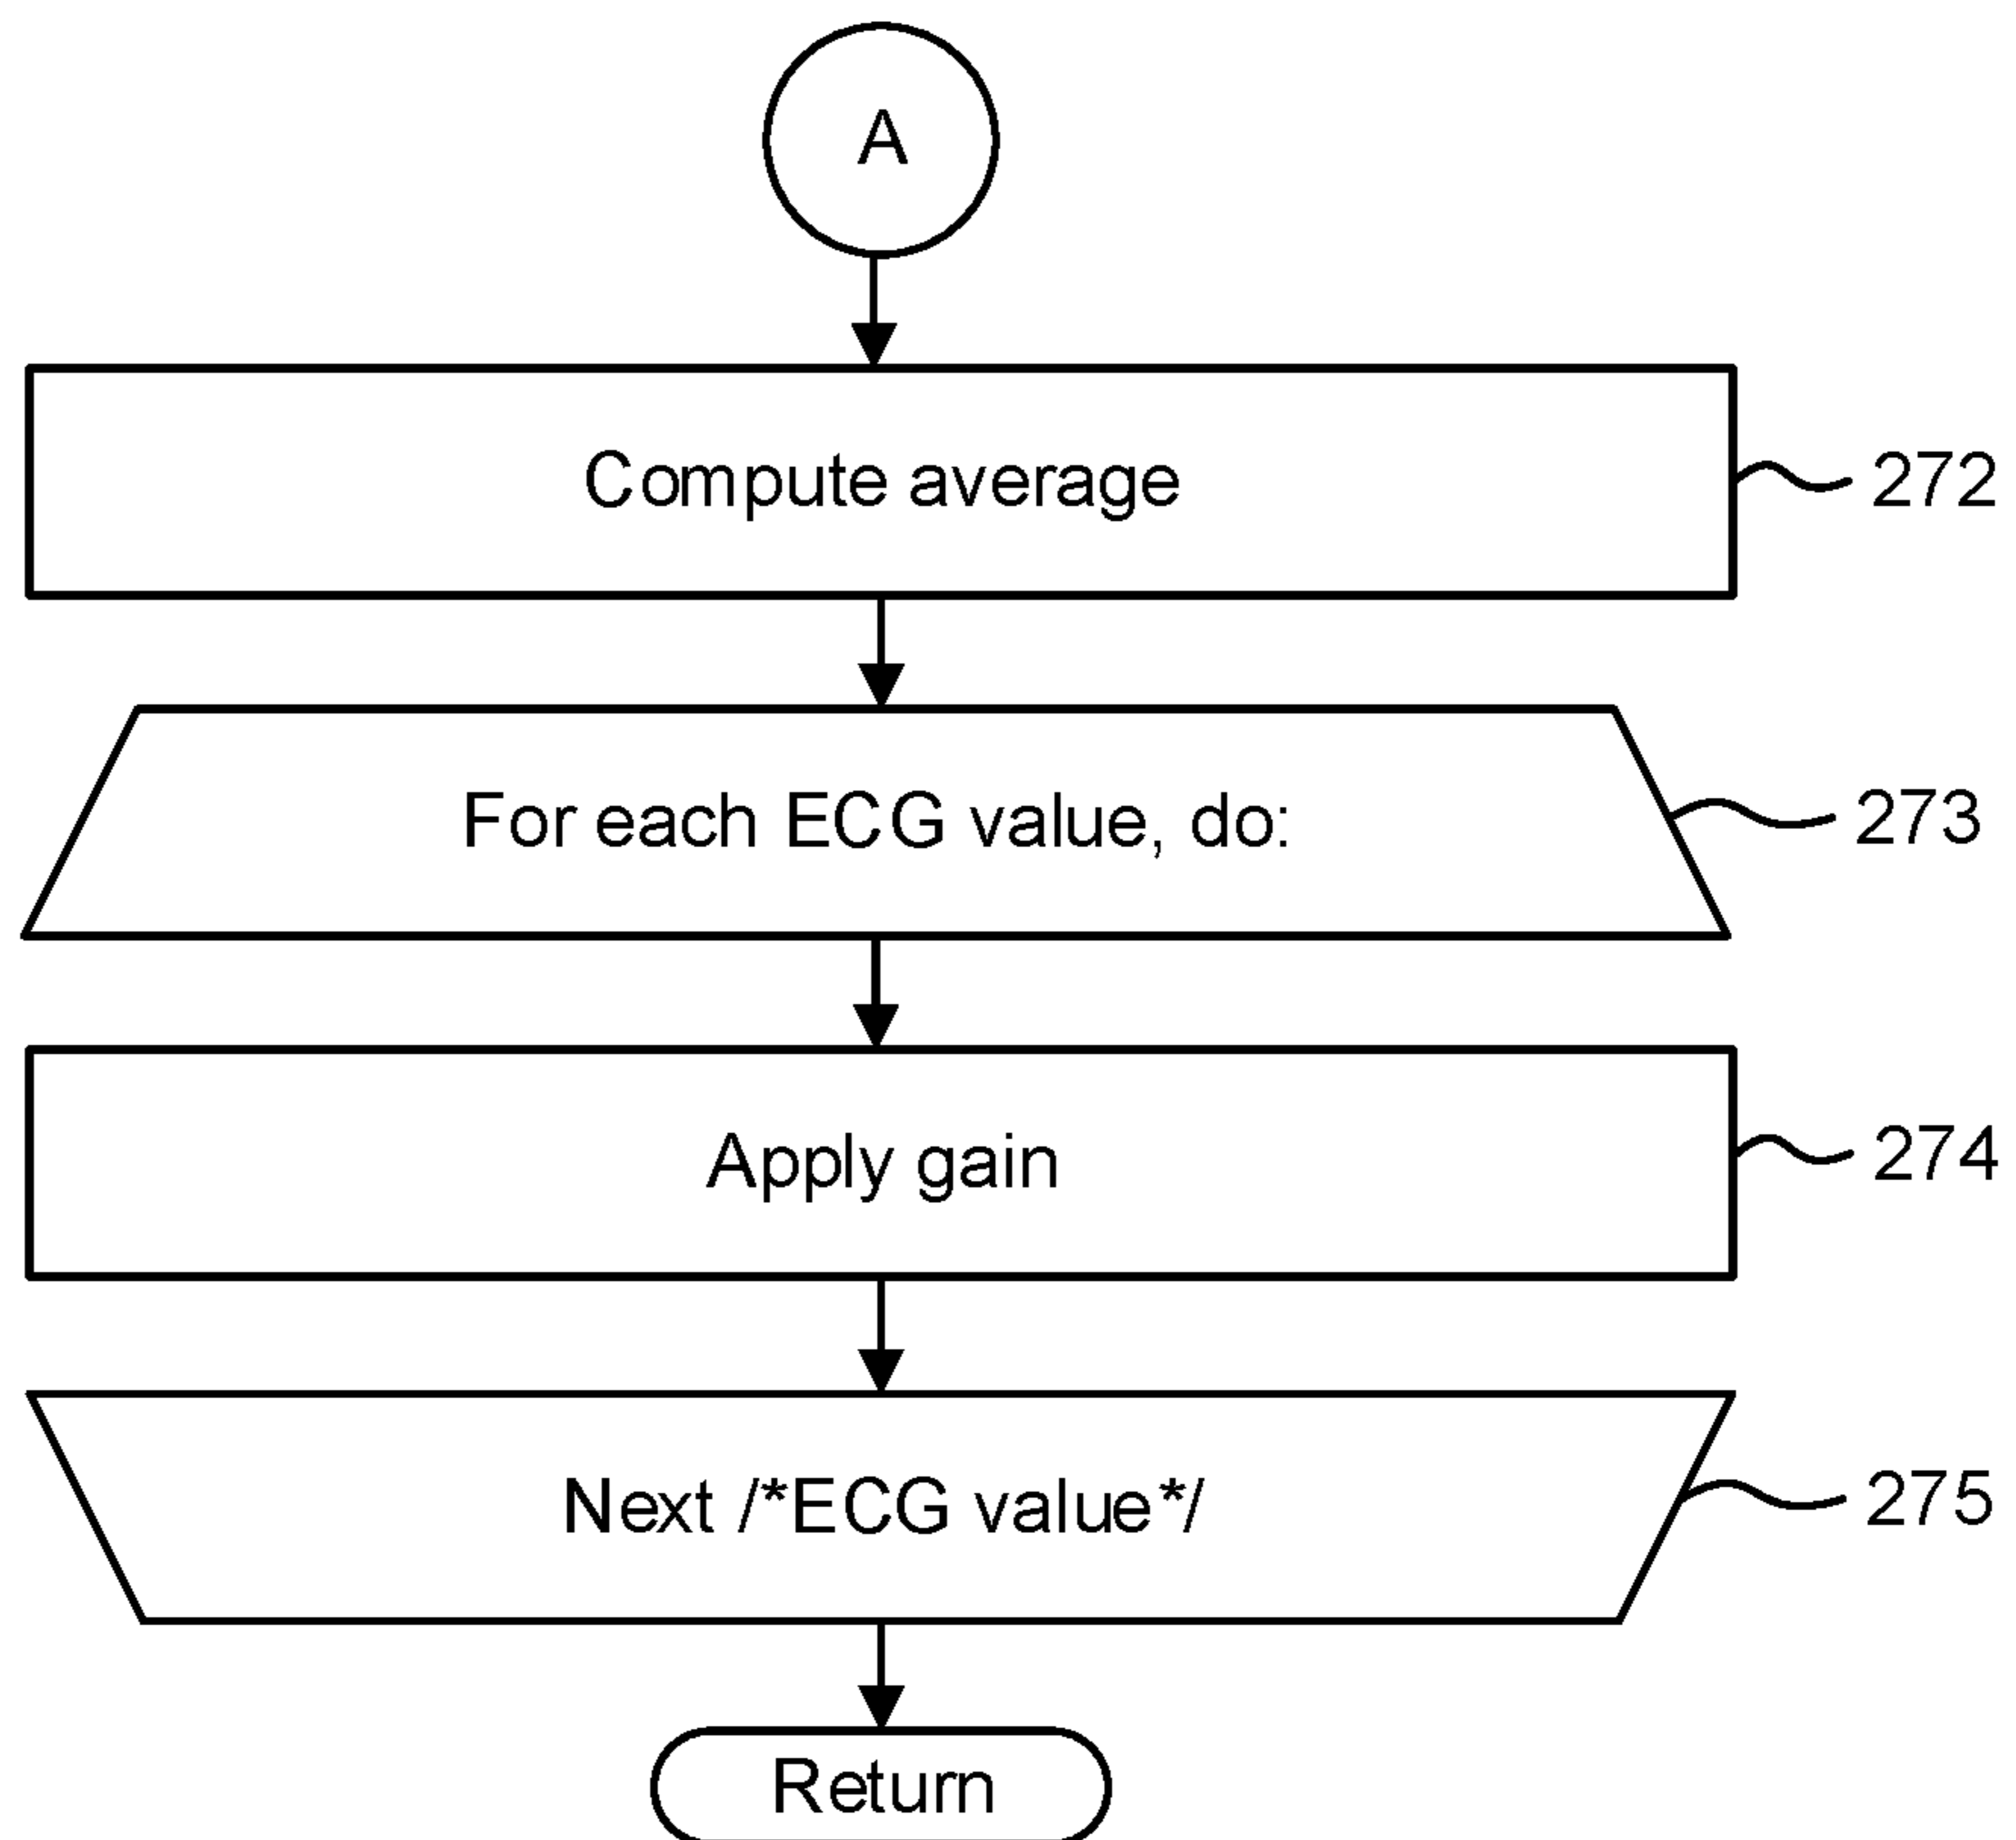 A
Compute average
272
For each ECG value, do:
273
Apply gain
274
Next /*ECG value*/
275
Return